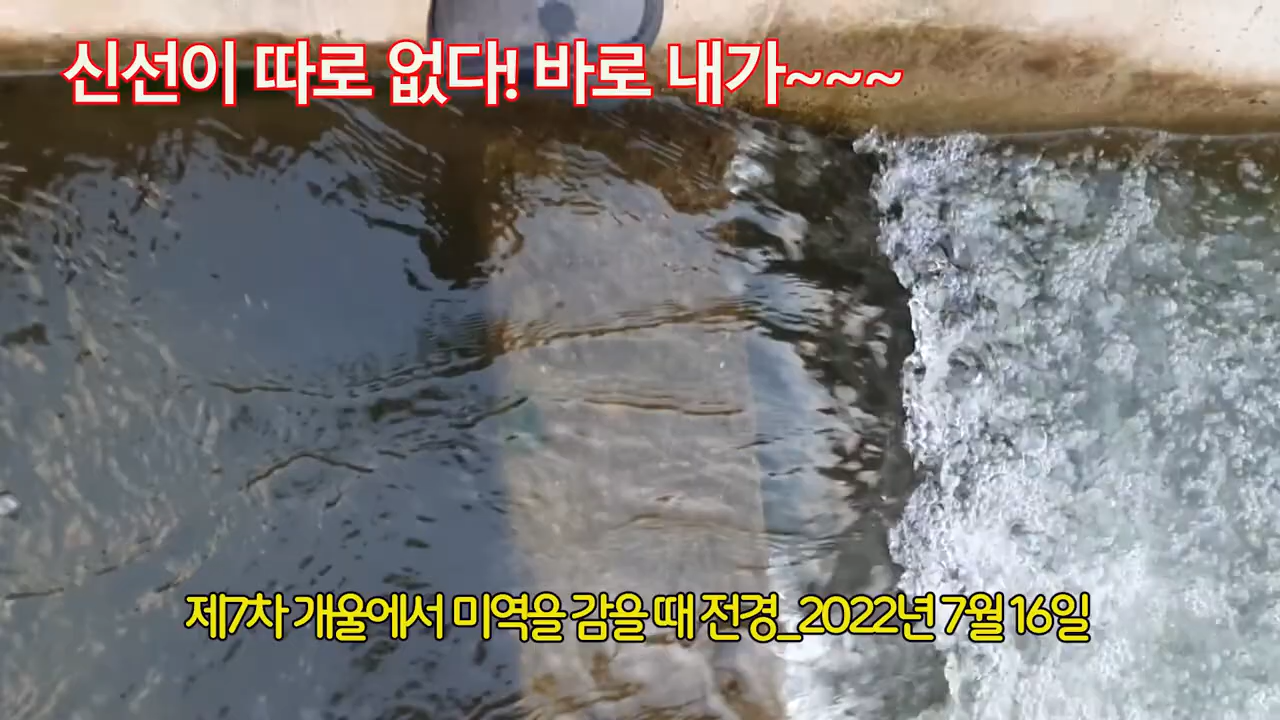 신선이 따로 없다! 바로 내가~~~
제7차 개울에서 미역을 감을 때 전경_2022년 7월 16일